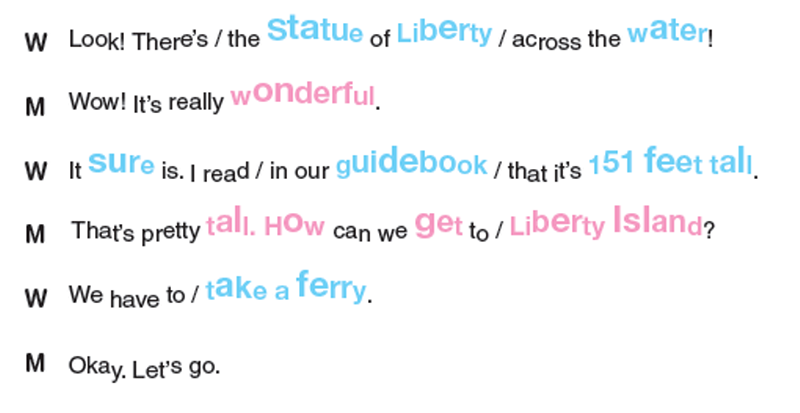 W Look! There's / the Statue of Liberty / across the water!
M Wow! It's really wonderful.
W It sure is. I read / in our guidebook / that it's 151 feet tall.
M That's pretty tall. How can we get to / Liberty Island?
W We have to / take a ferry.
M Okay. Let's go.